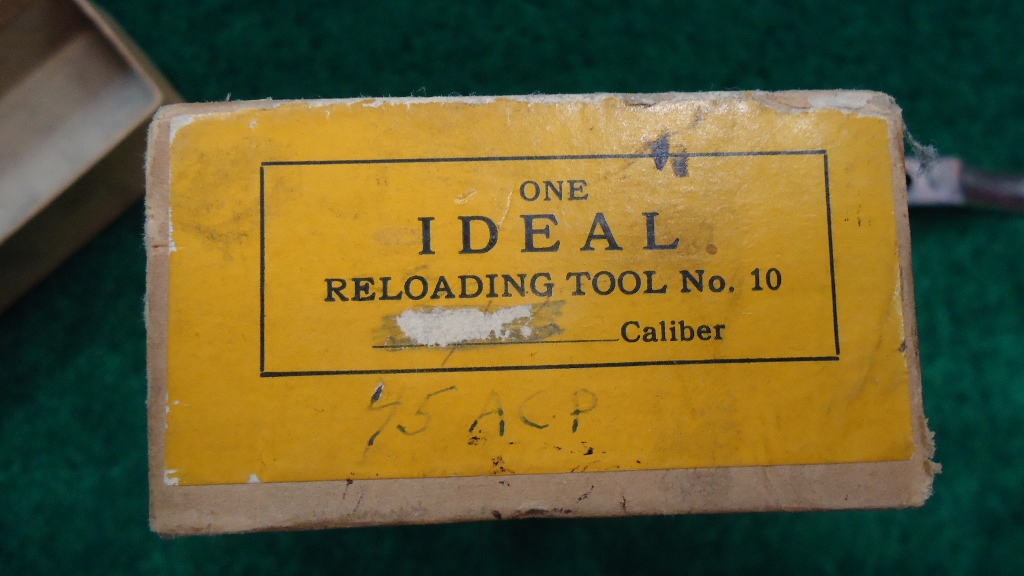 ONE
IDEAL
RELOADING TOOL No. 10
Caliber
45 ACP